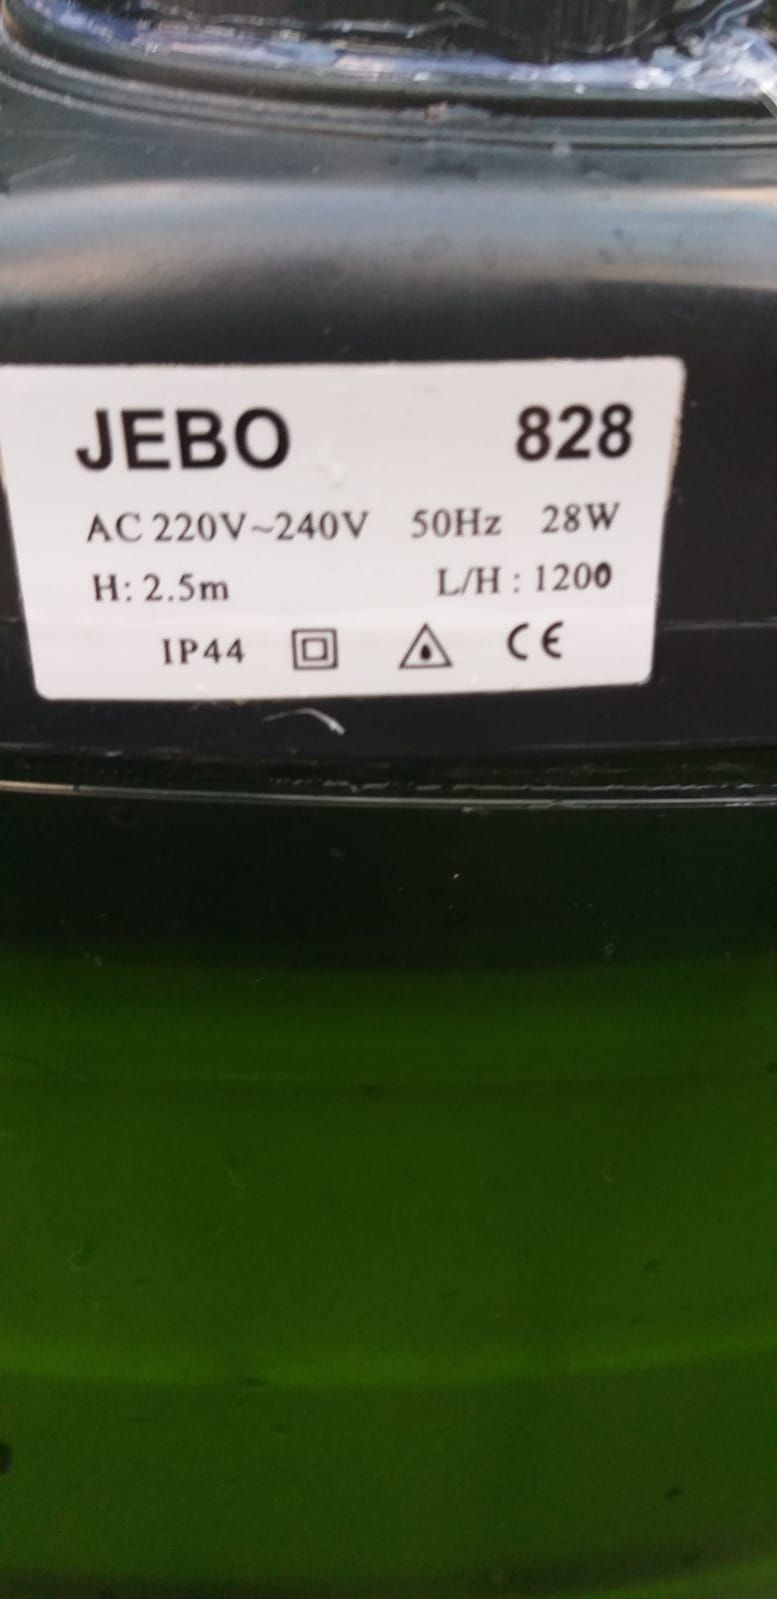 JEBO 828
AC 220V~240V 50Hz 28W
H: 2.5m L/H : 1200
IP44 CE